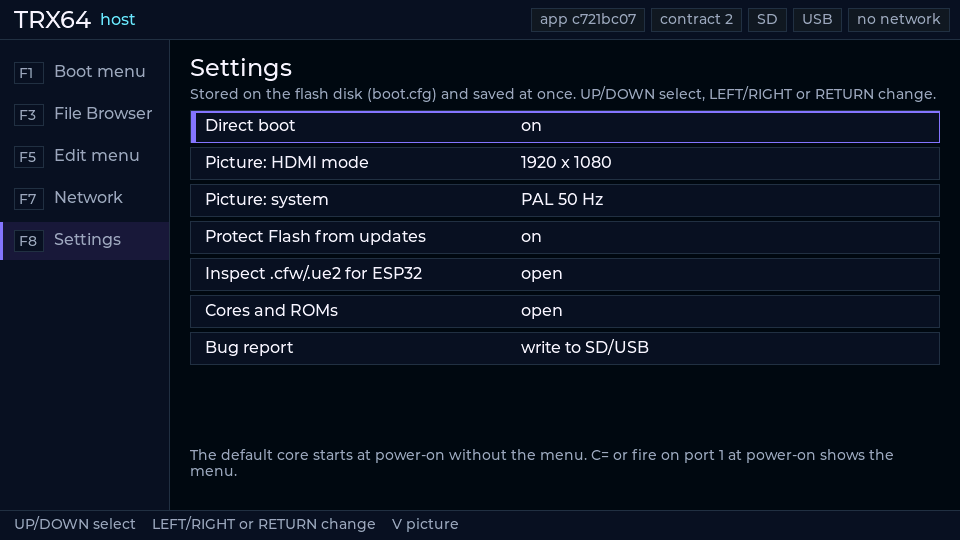 TRX64 host
app c721bc07 contract 2 SD USB no network
F1 Boot menu
F3 File Browser
F5 Edit menu
F7 Network
F8 Settings
Settings
Stored on the flash disk (boot.cfg) and saved at once. UP/DOWN select, LEFT/RIGHT or RETURN change.
Direct boot on
Picture: HDMI mode 1920 x 1080
Picture: system PAL 50 Hz
Protect Flash from updates on
Inspect .cfw/.ue2 for ESP32 open
Cores and ROMs open
Bug report write to SD/USB
The default core starts at power-on without the menu. C= or fire on port 1 at power-on shows the
menu.
UP/DOWN select LEFT/RIGHT or RETURN change V picture